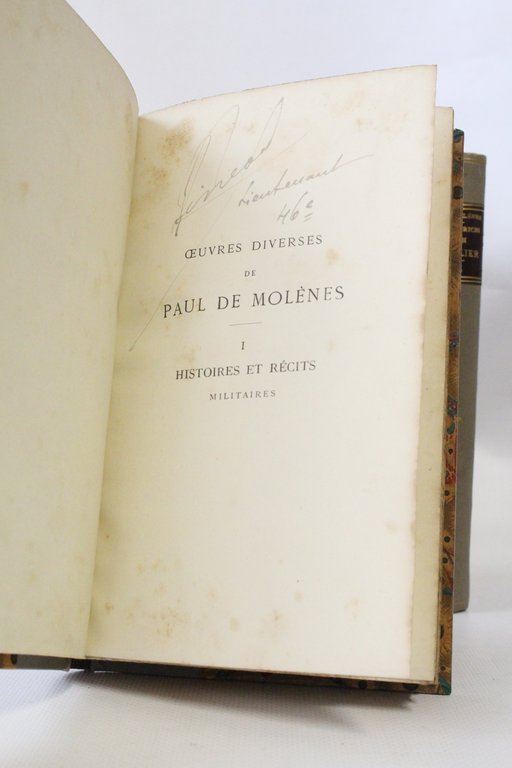 Lieutenant
46e
ŒUVRES DIVERSES
DE
PAUL DE MOLÈNES
I
HISTOIRES ET RÉCITS
MILITAIRES